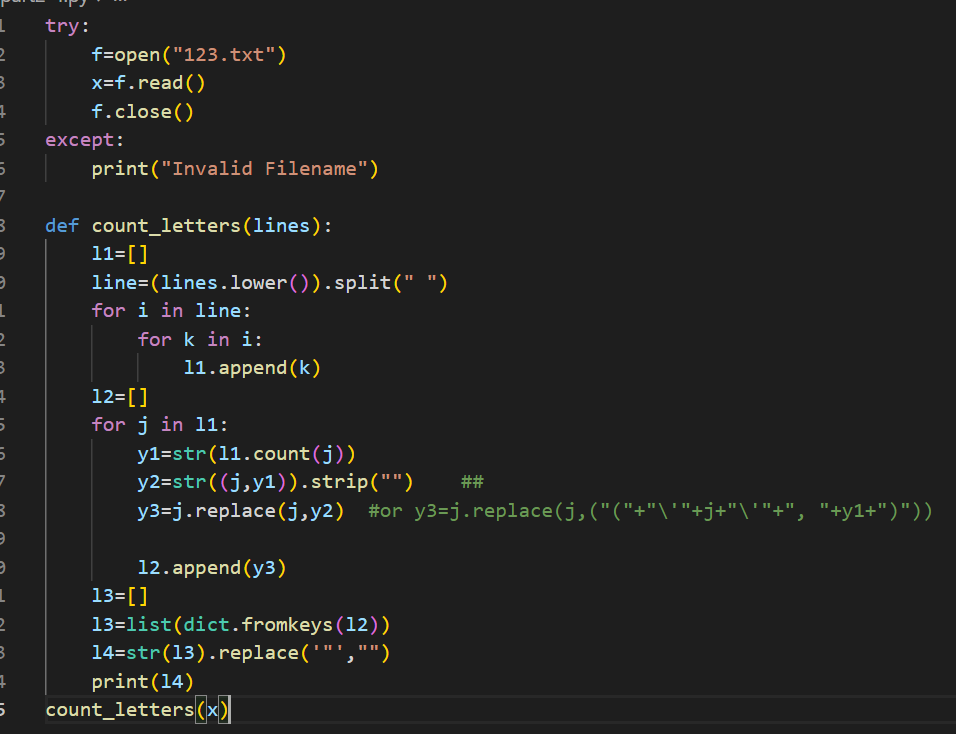 try:
    f=open("123.txt")
    x=f.read()
    f.close()
except:
    print("Invalid Filename")

def count_letters(lines):
    l1=[]
    line=(lines.lower()).split(" ")
    for i in line:
        for k in i:
            l1.append(k)
    l2=[]
    for j in l1:
        y1=str(l1.count(j))
        y2=str((j,y1)).strip("")    ##
        y3=j.replace(j,y2)  #or y3=j.replace(j,("("+"\'"+j+"\'"+", "+y1+")"))

        l2.append(y3)
    l3=[]
    l3=list(dict.fromkeys(l2))
    l4=str(l3).replace('"',"")
    print(l4)
count_letters(x)